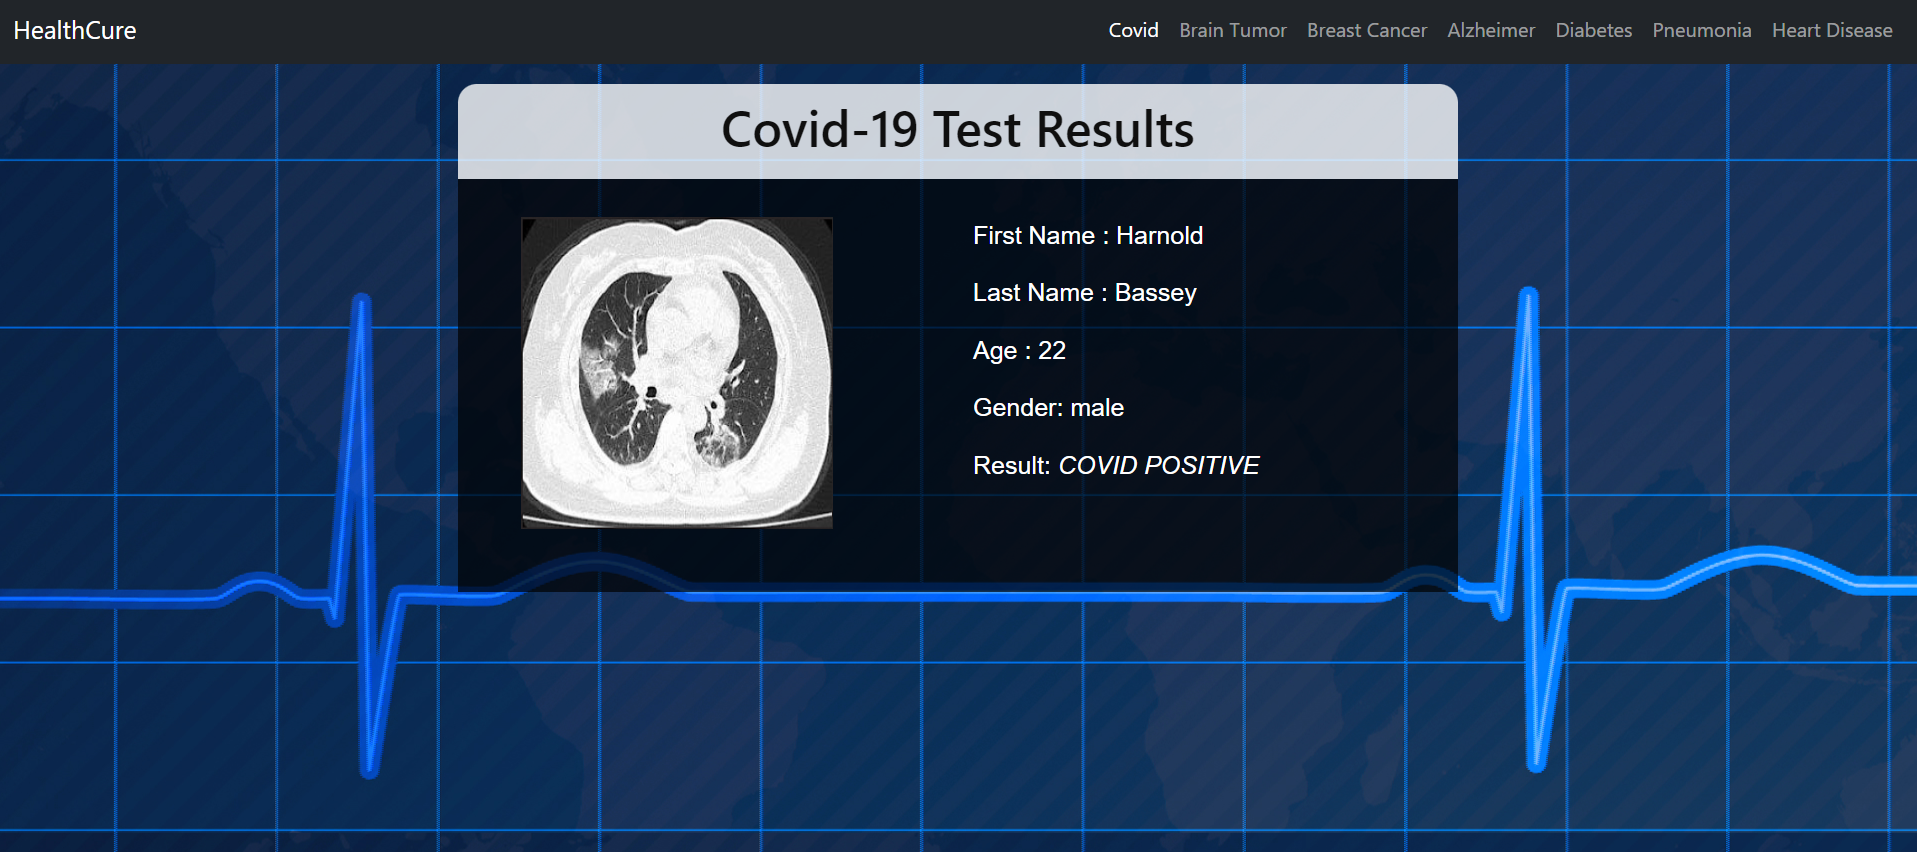 HealthCure
Covid Brain Tumor Breast Cancer Alzheimer Diabetes Pneumonia Heart Disease
Covid-19 Test Results
First Name : Harnold
Last Name : Bassey
Age : 22
Gender: male
Result: COVID POSITIVE